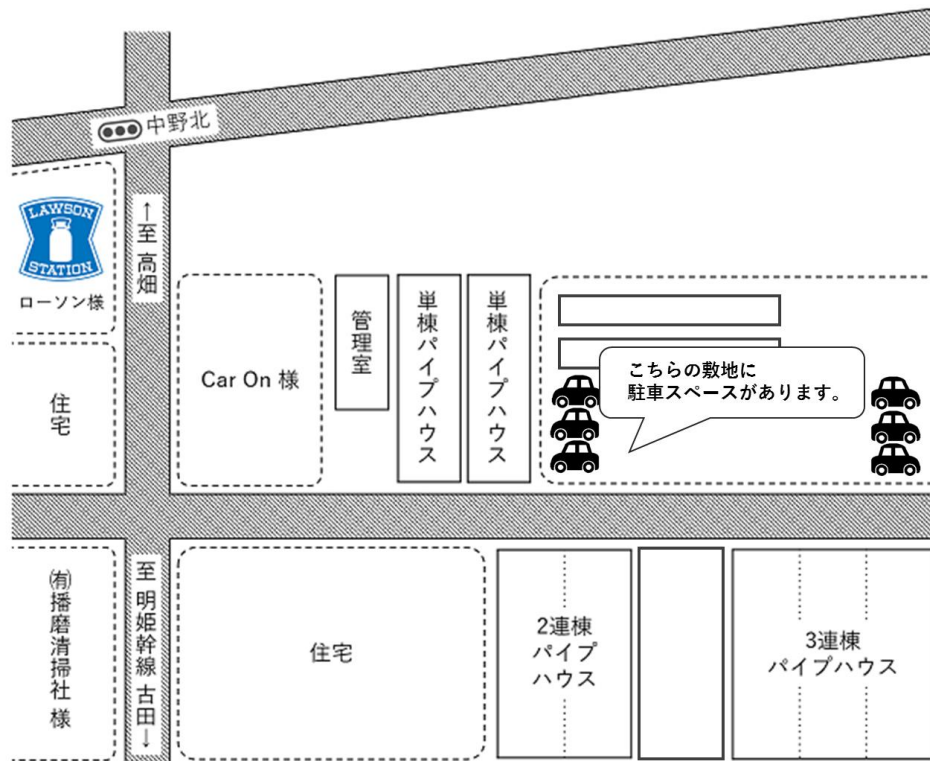 中野北
LAWSON
STATION
ローソン様
↑至 高畑
住宅
Car On 様
管理室
単棟パイプハウス
単棟パイプハウス
こちらの敷地に
駐車スペースがあります。
㈲播磨清掃社 様
至 明姫幹線 古田↓
住宅
2連棟
パイプ
ハウス
3連棟
パイプハウス